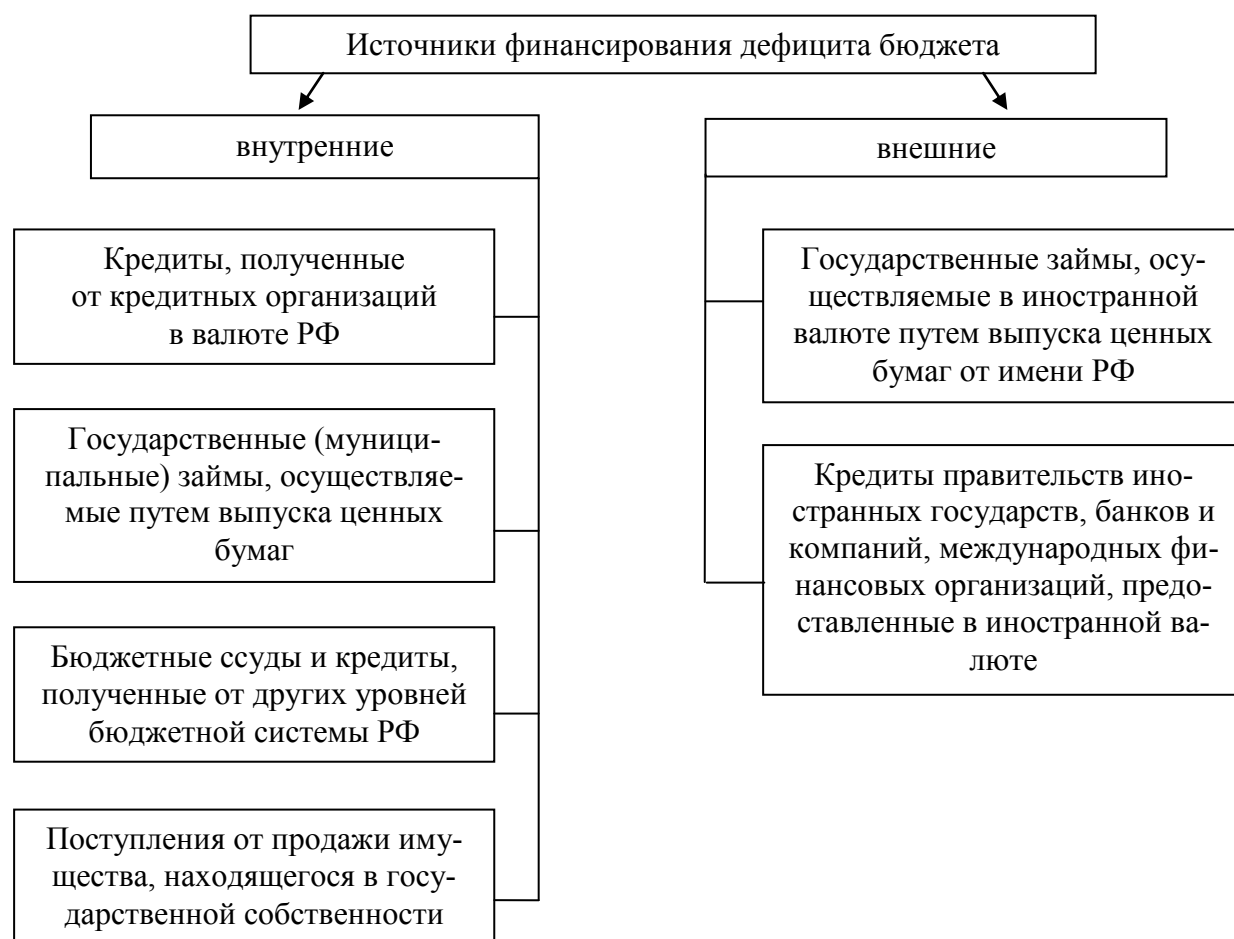 Источники финансирования дефицита бюджета
внутренние
Кредиты, полученные
от кредитных организаций
в валюте РФ
Государственные (муници-
пальные) займы, осуществляе-
мые путем выпуска ценных
бумаг
Бюджетные ссуды и кредиты,
полученные от других уровней
бюджетной системы РФ
Поступления от продажи иму-
щества, находящегося в госу-
дарственной собственности
внешние
Государственные займы, осу-
ществляемые в иностранной
валюте путем выпуска ценных
бумаг от имени РФ
Кредиты правительств ино-
странных государств, банков и
компаний, международных фи-
нансовых организаций, предо-
ставленные в иностранной ва-
люте